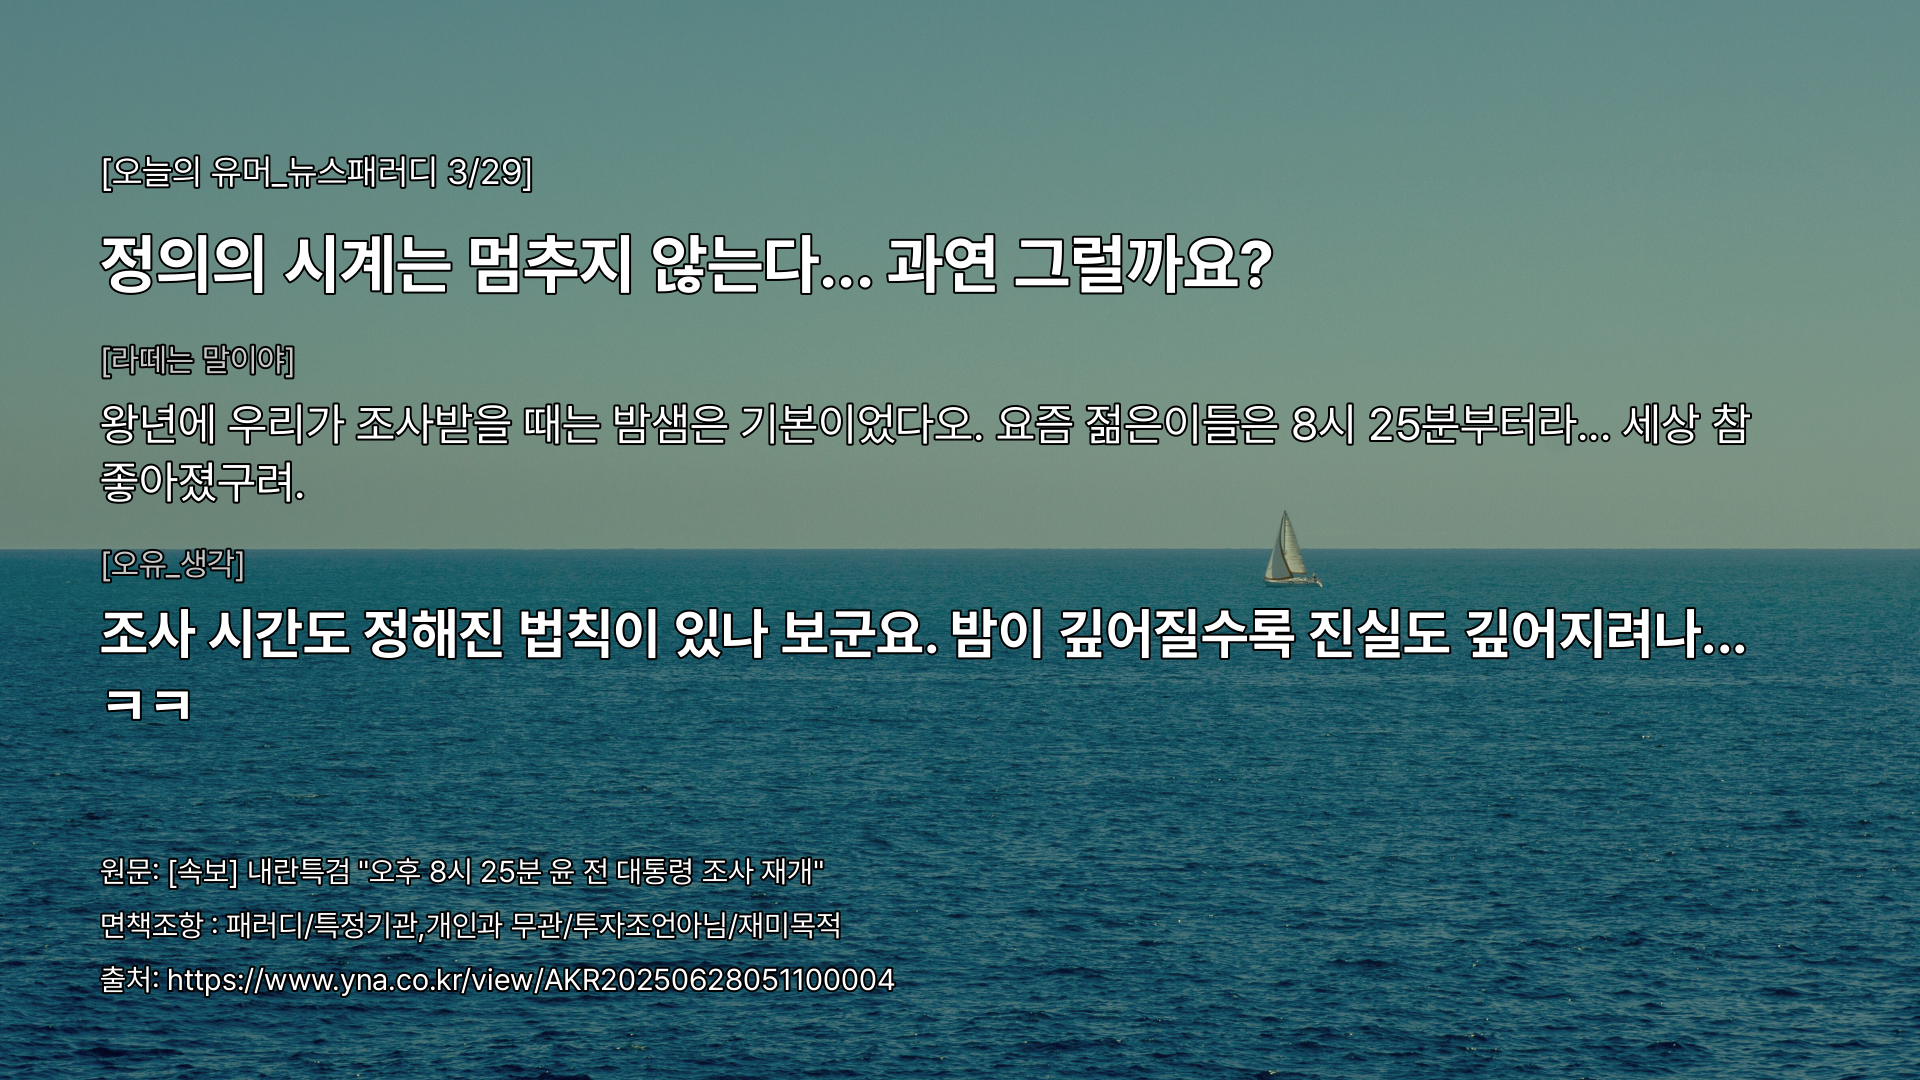 [오늘의 유머_뉴스패러디 3/29]
정의의 시계는 멈추지 않는다... 과연 그럴까요?
[라떼는 말이야]
왕년에 우리가 조사받을 때는 밤샘은 기본이었다오. 요즘 젊은이들은 8시 25분부터라... 세상 참
좋아졌구려.
[오유_생각]
조사 시간도 정해진 법칙이 있나 보군요. 밤이 깊어질수록 진실도 깊어지려나...
ㅋㅋ
원문: [속보] 내란특검 "오후 8시 25분 윤 전 대통령 조사 재개"
면책조항 : 패러디/특정기관,개인과 무관/투자조언아님/재미목적
출처: https://www.yna.co.kr/view/AKR20250628051100004